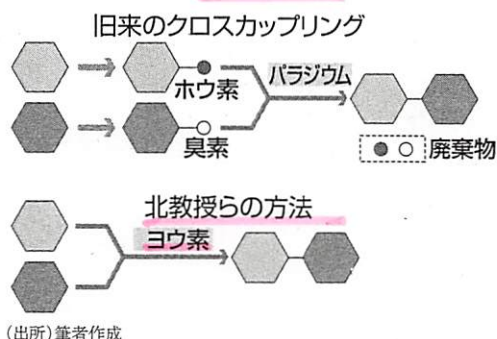 旧来のクロスカップリング
ホウ素
パラジウム
臭素
廃棄物
北教授らの方法
ヨウ素
(出所)筆者作成